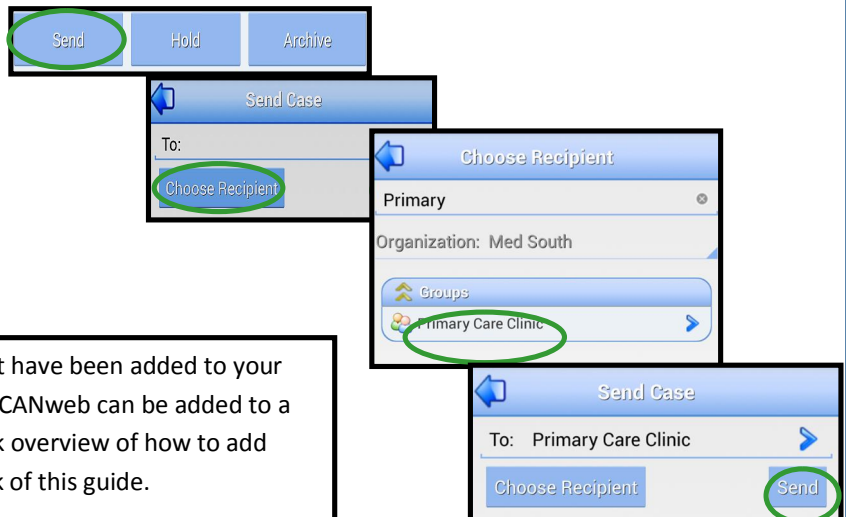 Send Hold Archive
Send Case
To:
Choose Recipient
Choose Recipient
Primary
Organization: Med South
Groups
Primary Care Clinic
Send Case
To: Primary Care Clinic
Choose Recipient Send
t have been added to your
CANweb can be added to a
k overview of how to add
k of this guide.